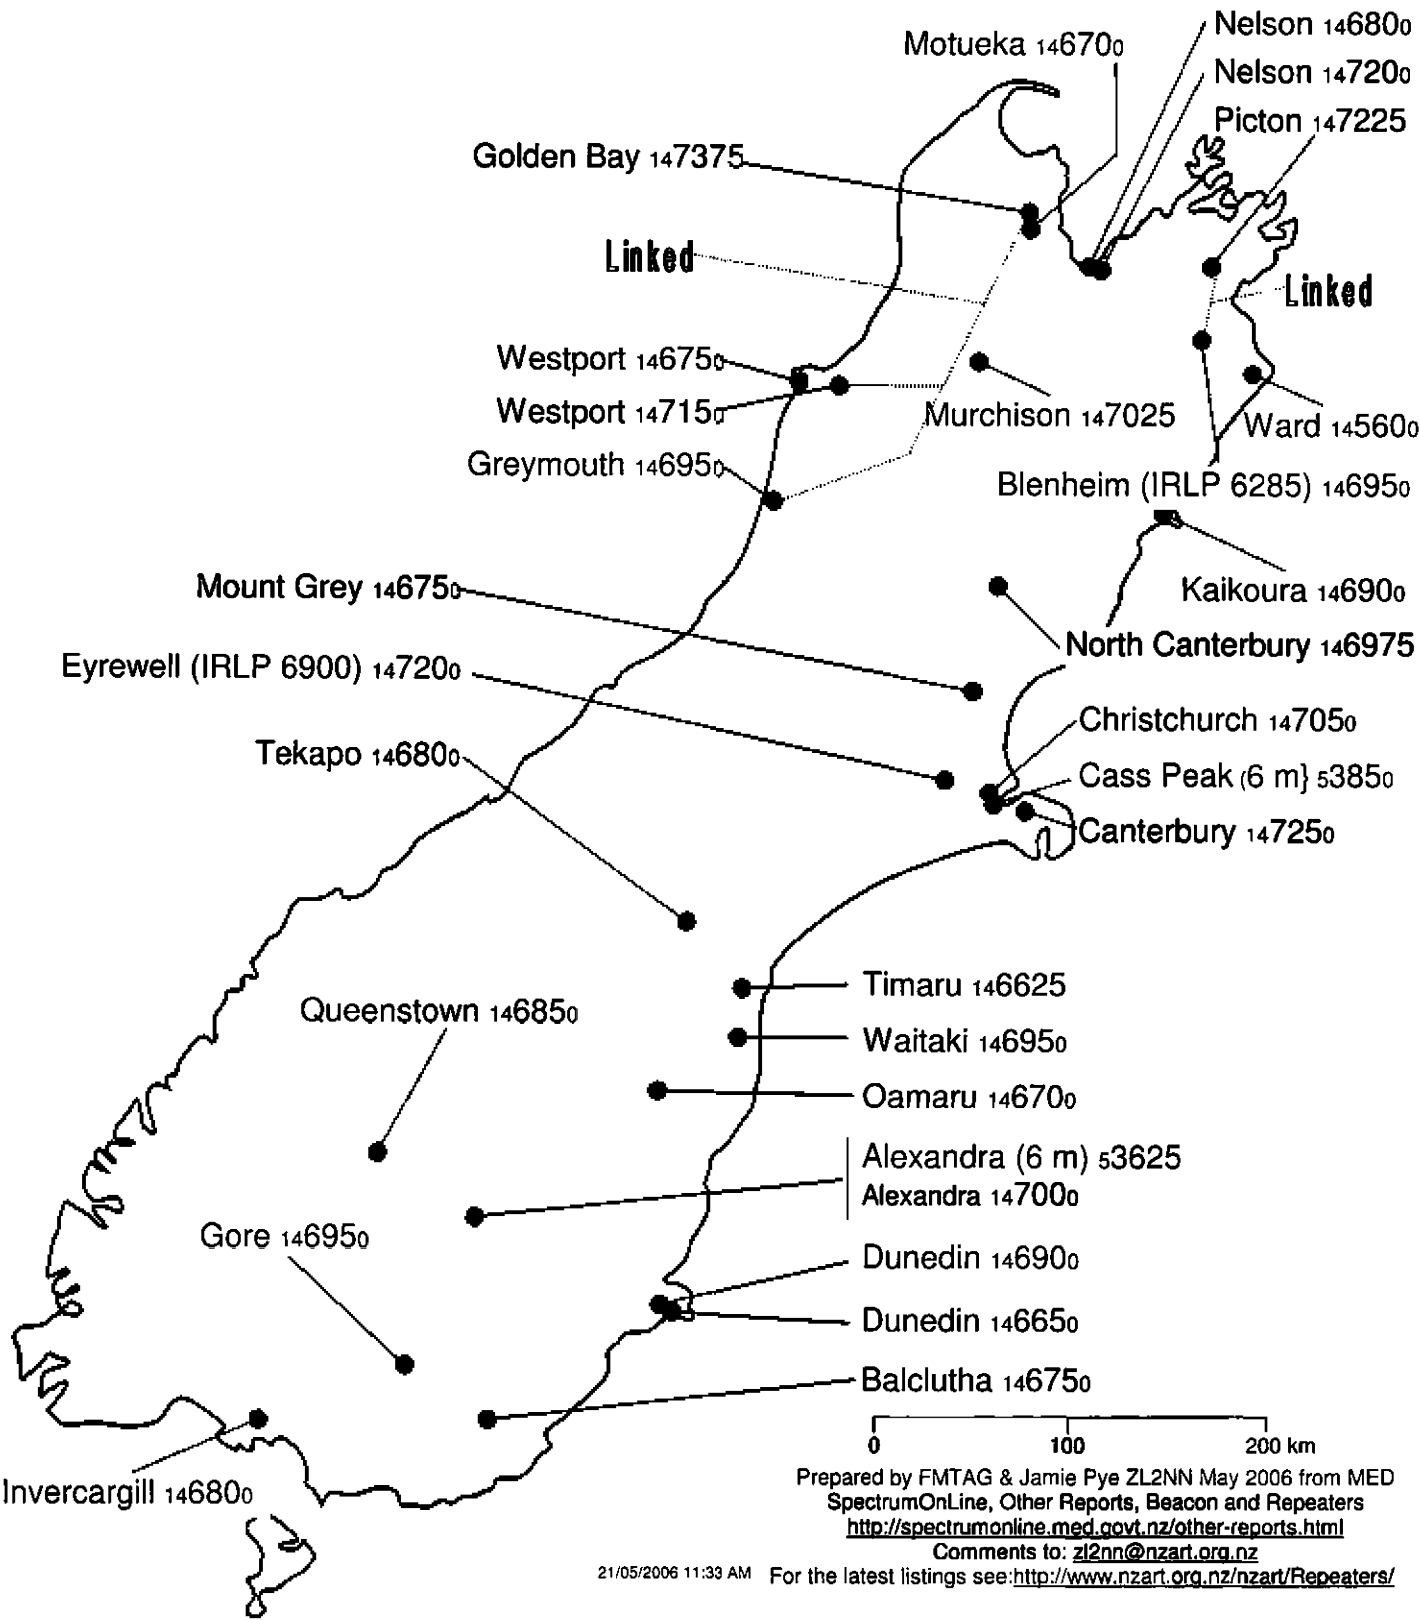 Nelson 146800
Motueka 146700
Nelson 147200
Picton 147225
Golden Bay 147375
Linked
Linked
Westport 146750
Westport 147150
Murchison 147025
Ward 145600
Greymouth 146950
Blenheim (IRLP 6285) 146950
Mount Grey 146750
Kaikoura 146900
North Canterbury 146975
Eyrewell (IRLP 6900) 147200
Christchurch 147050
Tekapo 146800
Cass Peak (6 m} 53850
Canterbury 147250
Timaru 146625
Queenstown 146850
Waitaki 146950
Oamaru 146700
Alexandra (6 m) 53625
Alexandra 147000
Gore 146950
Dunedin 146900
Dunedin 146650
Balclutha 146750
0 100 200 km
Invercargill 146800
Prepared by FMTAG & Jamie Pye ZL2NN May 2006 from MED
SpectrumOnLine, Other Reports, Beacon and Repeaters
http://spectrumonline.med.govt.nz/other-reports.html
Comments to: zl2nn@nzart.org.nz
21/05/2006 11:33 AM For the latest listings see:http://www.nzart.org.nz/nzart/Repeaters/